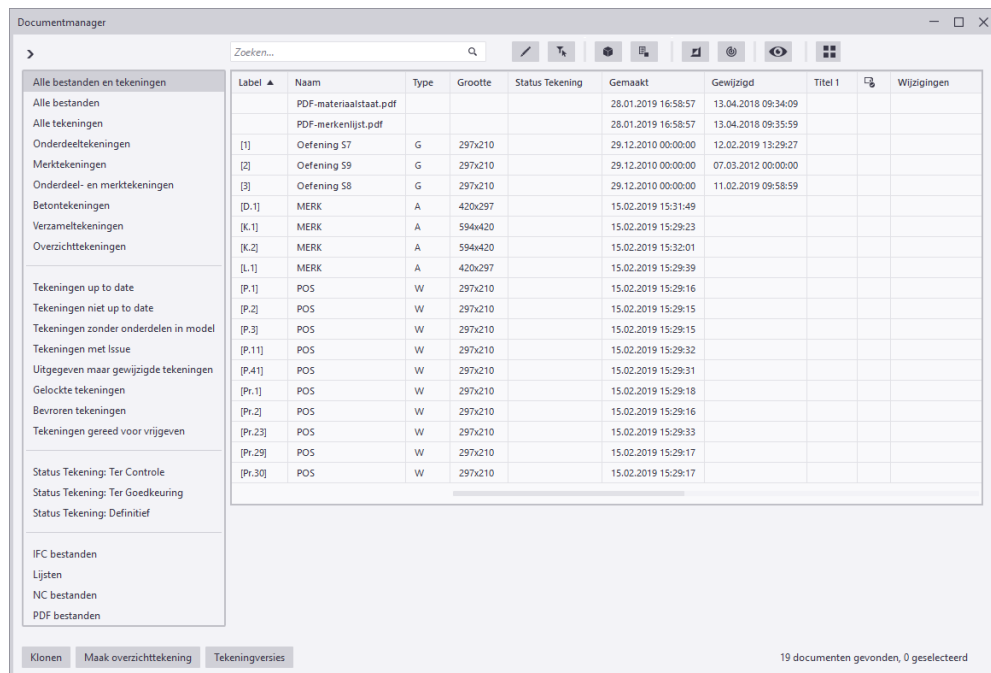 Documentmanager
Zoeken...
Alle bestanden en tekeningen
Alle bestanden
Alle tekeningen
Onderdeeltekeningen
Merktekeningen
Onderdeel- en merktekeningen
Betontekeningen
Verzameltekeningen
Overzichttekeningen
Tekeningen up to date
Tekeningen niet up to date
Tekeningen zonder onderdelen in model
Tekeningen met Issue
Uitgegeven maar gewijzigde tekeningen
Gelockte tekeningen
Bevroren tekeningen
Tekeningen gereed voor vrijgeven
Status Tekening: Ter Controle
Status Tekening: Ter Goedkeuring
Status Tekening: Definitief
IFC bestanden
Lijsten
NC bestanden
PDF bestanden
Label Naam Type Grootte Status Tekening Gemaakt Gewijzigd Titel 1 Wijzigingen
PDF-materiaalstaat.pdf 28.01.2019 16:58:57 13.04.2018 09:34:09
PDF-merkenlijst.pdf 28.01.2019 16:58:57 13.04.2018 09:35:59
[1] Oefening S7 G 297x210 29.12.2010 00:00:00 12.02.2019 13:29:27
[2] Oefening S9 G 297x210 29.12.2010 00:00:00 07.03.2012 00:00:00
[3] Oefening S8 G 297x210 29.12.2010 00:00:00 11.02.2019 09:58:59
[D.1] MERK A 420x297 15.02.2019 15:31:49
[K.1] MERK A 594x420 15.02.2019 15:29:23
[K.2] MERK A 594x420 15.02.2019 15:32:01
[L.1] MERK A 420x297 15.02.2019 15:29:39
[P.1] POS W 297x210 15.02.2019 15:29:16
[P.2] POS W 297x210 15.02.2019 15:29:15
[P.3] POS W 297x210 15.02.2019 15:29:15
[P.11] POS W 297x210 15.02.2019 15:29:32
[P.41] POS W 297x210 15.02.2019 15:29:31
[Pr.1] POS W 297x210 15.02.2019 15:29:18
[Pr.2] POS W 297x210 15.02.2019 15:29:16
[Pr.23] POS W 297x210 15.02.2019 15:29:33
[Pr.29] POS W 297x210 15.02.2019 15:29:17
[Pr.30] POS W 297x210 15.02.2019 15:29:17
Klonen Maak overzichttekening Tekeningversies 19 documenten gevonden, 0 geselecteerd